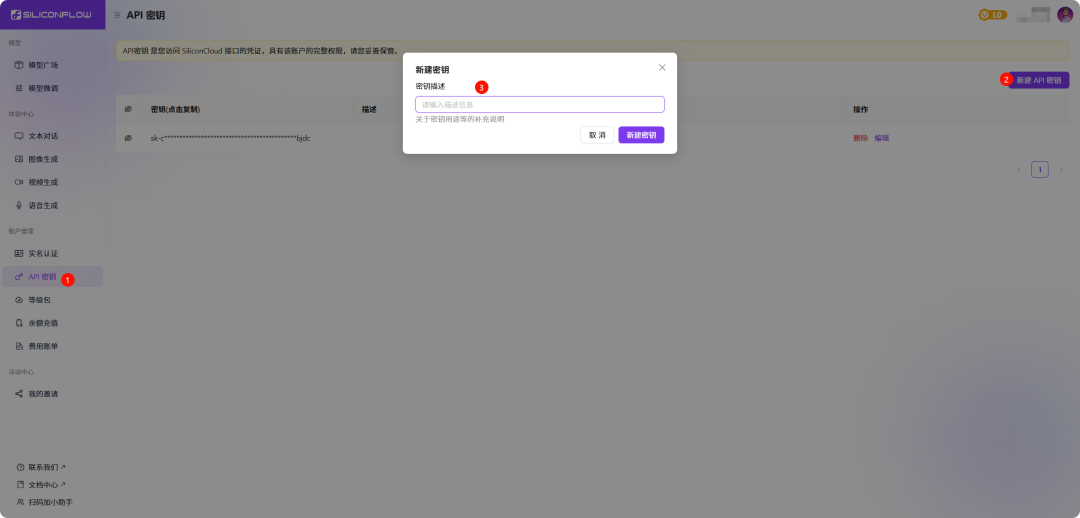 SILICONFLOW
API 密钥
L0
模型
模型广场
模型微调
体验中心
文本对话
图像生成
视频生成
语音生成
账户管理
实名认证
API 密钥
1
等级包
余额充值
费用账单
活动中心
我的邀请
联系我们
文档中心
扫码加小助手
API密钥 是您访问 SiliconCloud 接口的凭证，具有该账户的完整权限，请您妥善保管。
2 新建 API 密钥
密钥(点击复制) 描述 操作
sk-c********************************************bjdc 删除 编辑
1
新建密钥
密钥描述
3
请输入描述信息
关于密钥用途等的补充说明
取 消 新建密钥